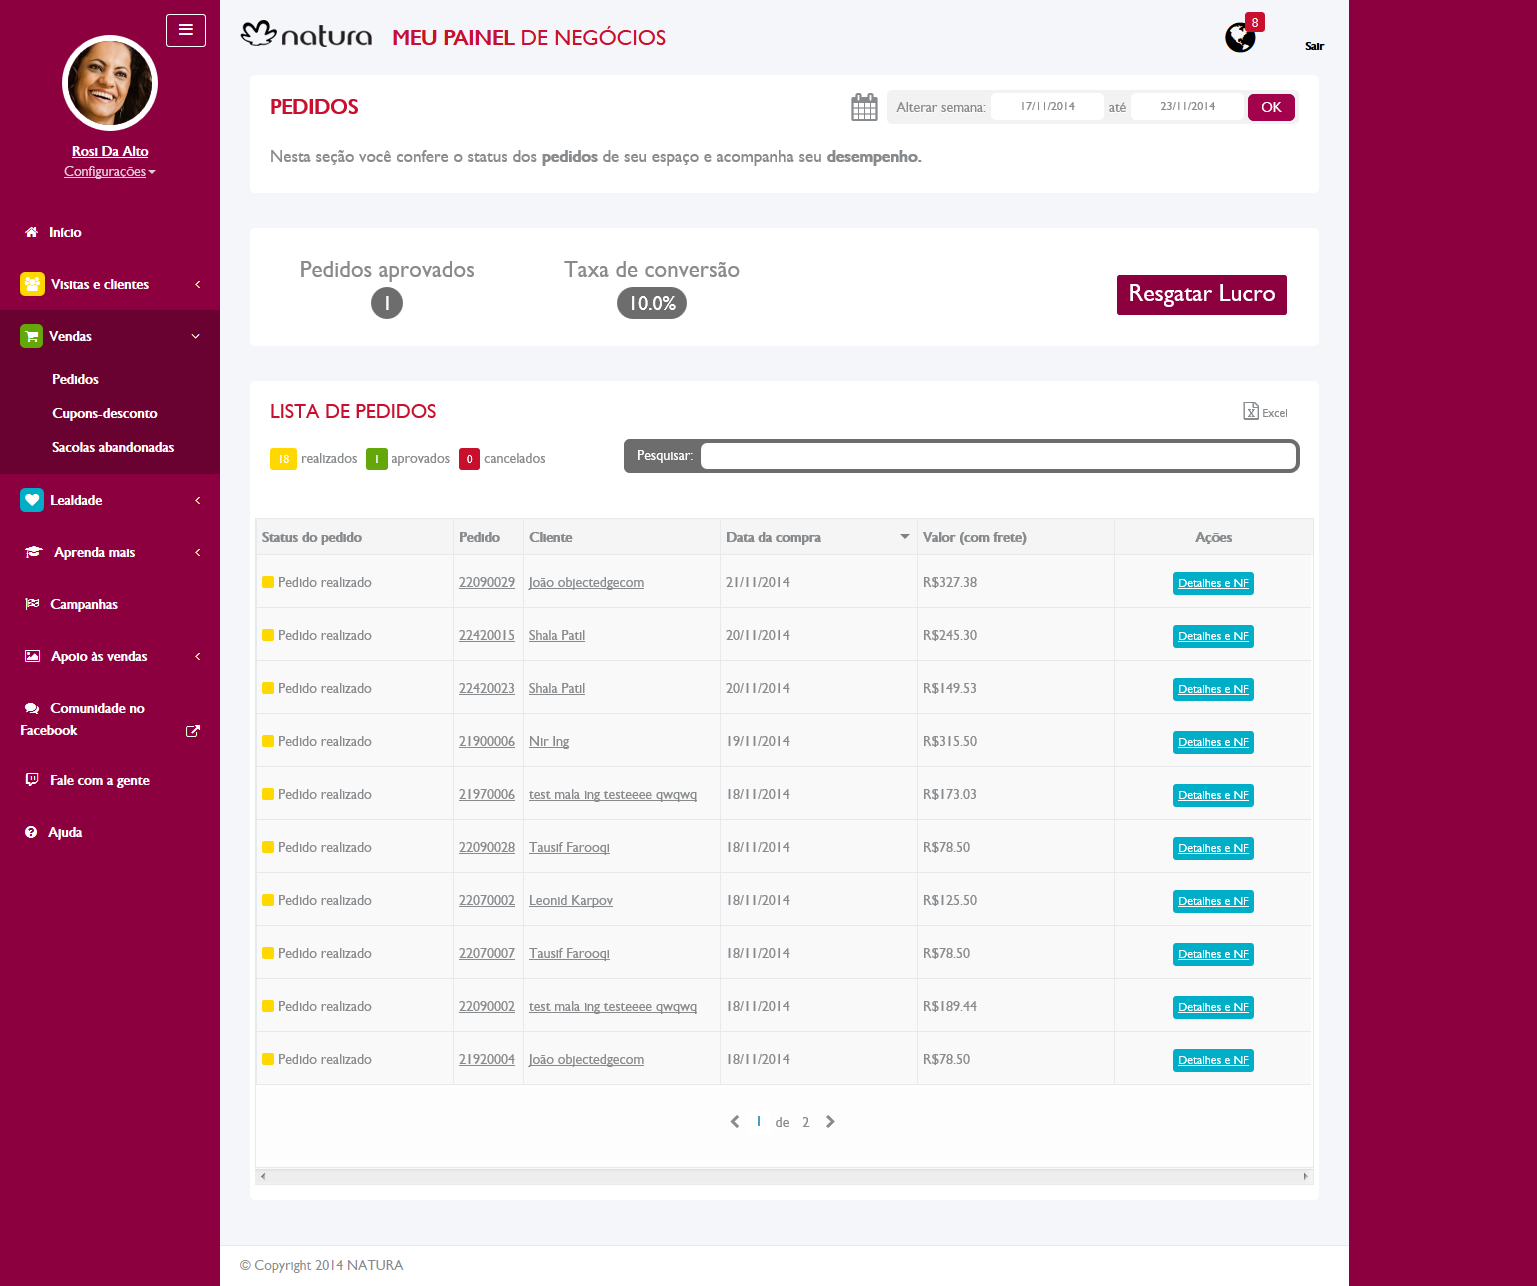 Rosi Da Alto
Configurações
Início
Visitas e clientes
Vendas
Pedidos
Cupons-desconto
Sacolas abandonadas
Lealdade
Aprenda mais
Campanhas
Apoio às vendas
Comunidade no
Facebook
Fale com a gente
Ajuda
natura MEU PAINEL DE NEGÓCIOS
8
Sair
PEDIDOS
Alterar semana: 17/11/2014 até 23/11/2014 OK
Nesta seção você confere o status dos pedidos de seu espaço e acompanha seu desempenho.
Pedidos aprovados
1
Taxa de conversão
10.0%
Resgatar Lucro
LISTA DE PEDIDOS
Excel
18 realizados 1 aprovados 0 cancelados
Pesquisar:
Status do pedido Pedido Cliente Data da compra Valor (com frete) Ações
Pedido realizado 22090029 João objectedgecom 21/11/2014 R$327.38 Detalhes e NF
Pedido realizado 22420015 Shala Patil 20/11/2014 R$245.30 Detalhes e NF
Pedido realizado 22420023 Shala Patil 20/11/2014 R$149.53 Detalhes e NF
Pedido realizado 21900006 Nir Ing 19/11/2014 R$315.50 Detalhes e NF
Pedido realizado 21970006 test mala ing testeeee qwqwq 18/11/2014 R$173.03 Detalhes e NF
Pedido realizado 22090028 Tausif Farooqi 18/11/2014 R$78.50 Detalhes e NF
Pedido realizado 22070002 Leonid Karpov 18/11/2014 R$125.50 Detalhes e NF
Pedido realizado 22070007 Tausif Farooqi 18/11/2014 R$78.50 Detalhes e NF
Pedido realizado 22090002 test mala ing testeeee qwqwq 18/11/2014 R$189.44 Detalhes e NF
Pedido realizado 21920004 João objectedgecom 18/11/2014 R$78.50 Detalhes e NF
1 de 2
© Copyright 2014 NATURA